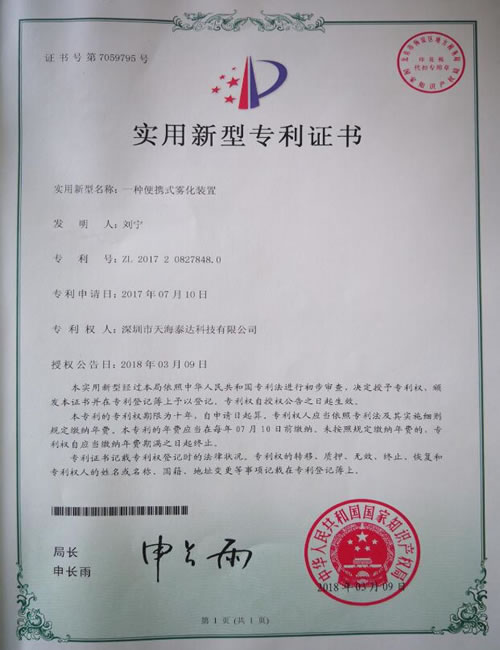 证书号第7059795号
实用新型专利证书
实用新型名称：一种便携式雾化装置
发明人：刘宁
专利号：ZL 2017 2 0827848.0
专利申请日：2017年07月10日
专利权人：深圳市天海泰达科技有限公司
授权公告日：2018年03月09日
本实用新型经过本局依照中华人民共和国专利法进行初步审查，决定授予专利权，颁
发本证书并在专利登记簿上予以登记。专利权自授权公告之日起生效。
本专利的专利权期限为十年，自申请日起算。专利权人应当依照专利法及其实施细则
规定缴纳年费。本专利的年费应当在每年07月10日前缴纳。未按照规定缴纳年费的，专
利权自应当缴纳年费期满之日起终止。
专利证书记载专利权登记时的法律状况。专利权的转移、质押、无效、终止、恢复和
专利权人的姓名或名称、国籍、地址变更等事项记载在专利登记簿上。
局长
申长雨
申长雨
中华人民共和国国家知识产权局
2018年03月09日
第1页（共1页）